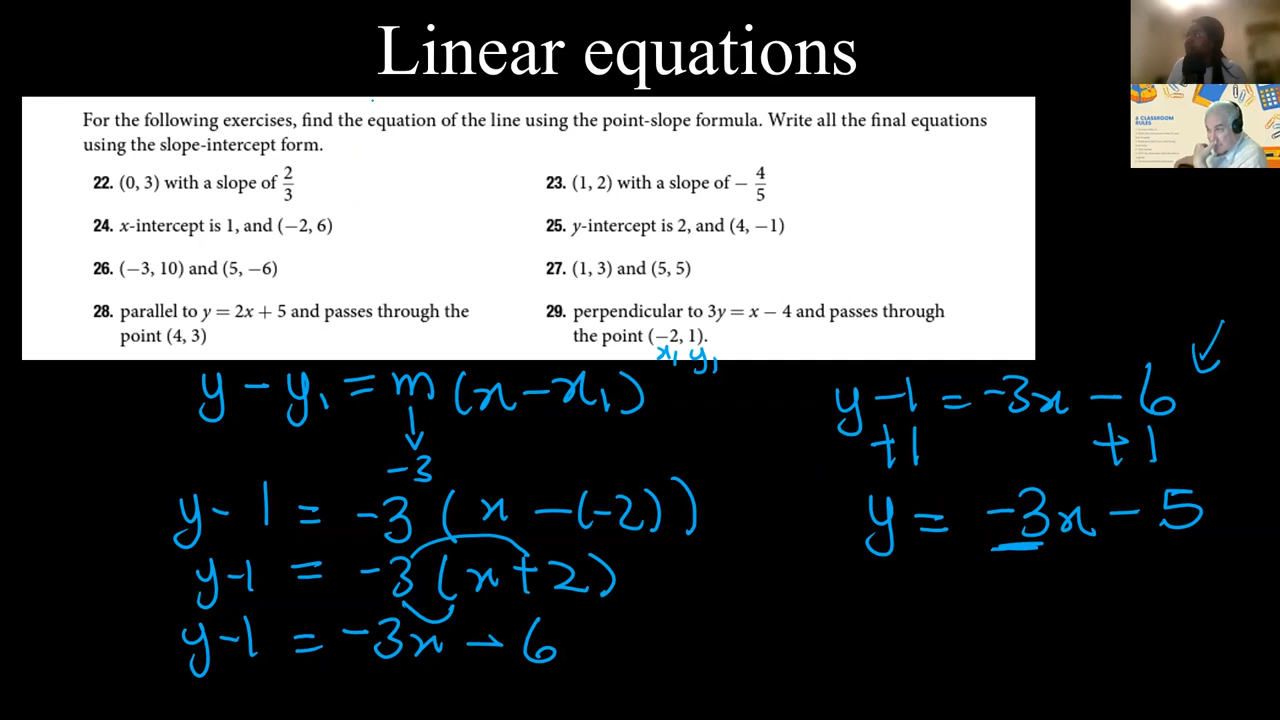 Linear equations
For the following exercises, find the equation of the line using the point-slope formula. Write all the final equations
using the slope-intercept form.
22. (0, 3) with a slope of 2/3
23. (1, 2) with a slope of − 4/5
24. x-intercept is 1, and (−2, 6)
25. y-intercept is 2, and (4, −1)
26. (−3, 10) and (5, −6)
27. (1, 3) and (5, 5)
28. parallel to y = 2x + 5 and passes through the
point (4, 3)
29. perpendicular to 3y = x − 4 and passes through
the point (−2, 1).
x₁ y₁
y − y₁ = m (x − x₁)
−3
y − 1 = −3 (x − (−2))
y − 1 = −3 (x + 2)
y − 1 = −3x − 6
y − 1 = −3x − 6
+1 +1
y = −3x − 5
CLASSROOM
RULES